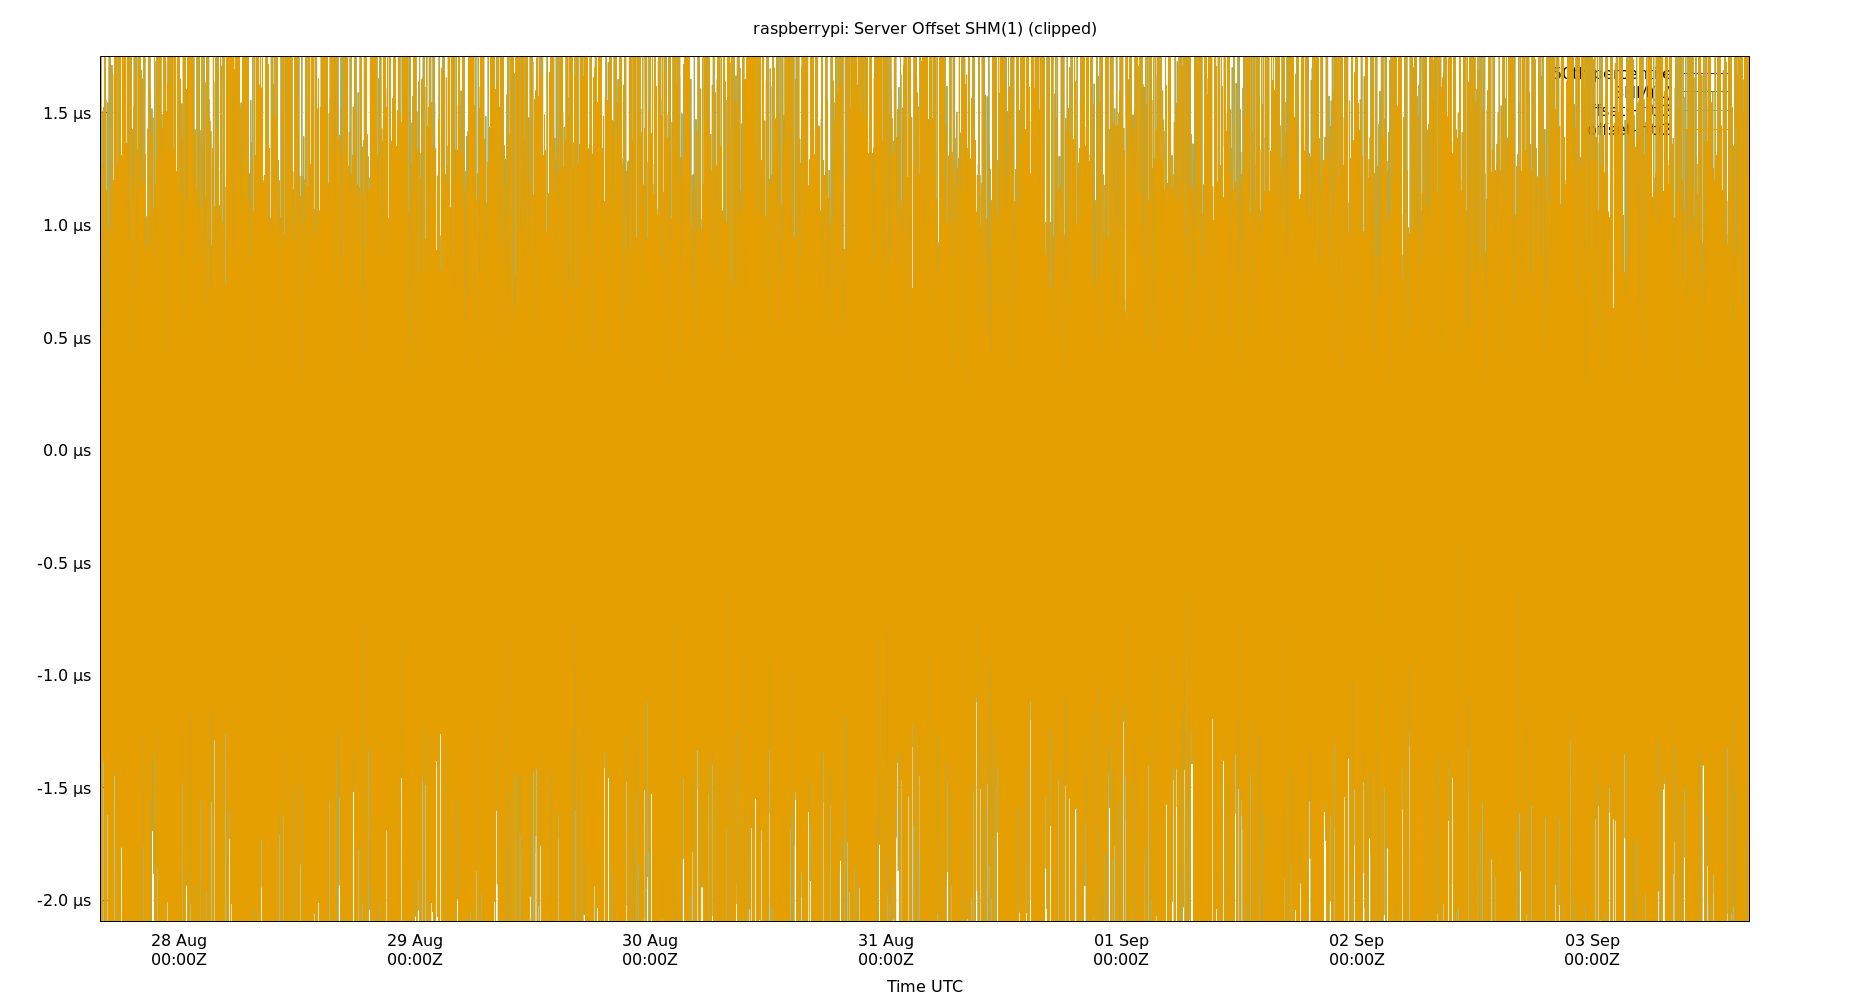 raspberrypi: Server Offset SHM(1) (clipped)
1.5 µs
1.0 µs
0.5 µs
0.0 µs
-0.5 µs
-1.0 µs
-1.5 µs
-2.0 µs
28 Aug
00:00Z
29 Aug
00:00Z
30 Aug
00:00Z
31 Aug
00:00Z
01 Sep
00:00Z
02 Sep
00:00Z
03 Sep
00:00Z
Time UTC